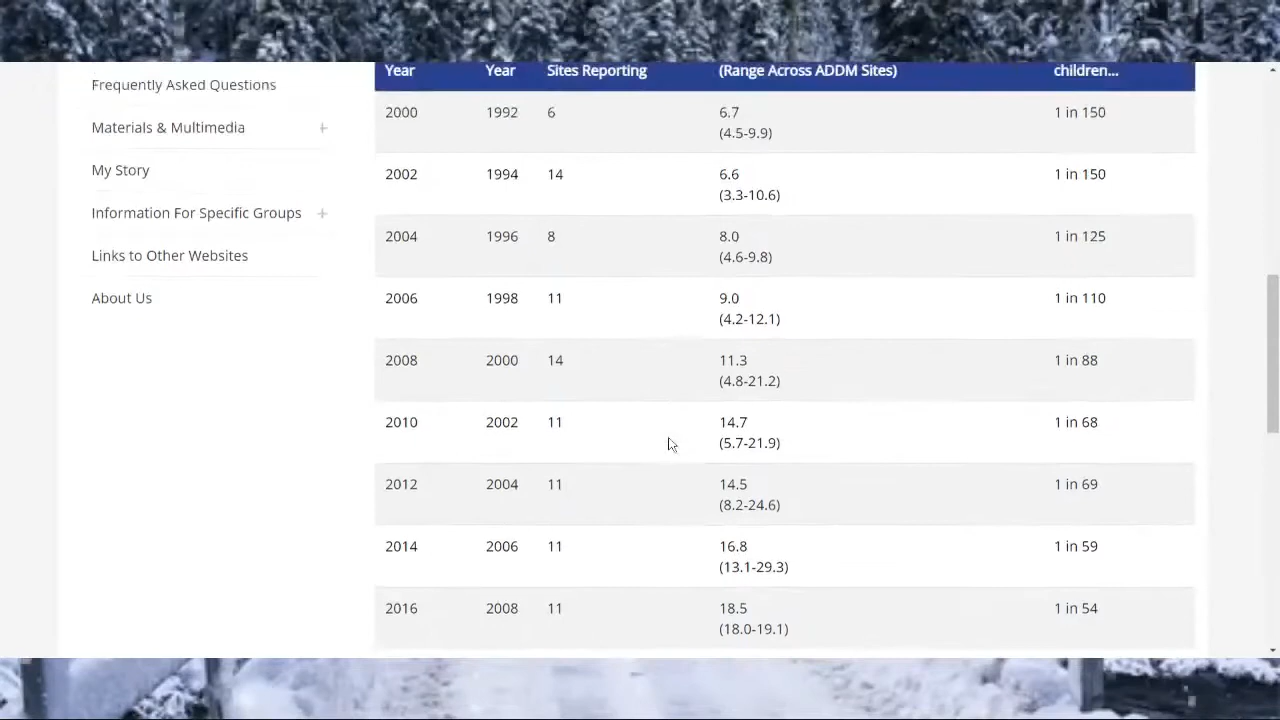 Frequently Asked Questions
Materials & Multimedia
My Story
Information For Specific Groups
Links to Other Websites
About Us
Year Year Sites Reporting (Range Across ADDM Sites) children...
2000 1992 6 6.7 1 in 150
(4.5-9.9)
2002 1994 14 6.6 1 in 150
(3.3-10.6)
2004 1996 8 8.0 1 in 125
(4.6-9.8)
2006 1998 11 9.0 1 in 110
(4.2-12.1)
2008 2000 14 11.3 1 in 88
(4.8-21.2)
2010 2002 11 14.7 1 in 68
(5.7-21.9)
2012 2004 11 14.5 1 in 69
(8.2-24.6)
2014 2006 11 16.8 1 in 59
(13.1-29.3)
2016 2008 11 18.5 1 in 54
(18.0-19.1)